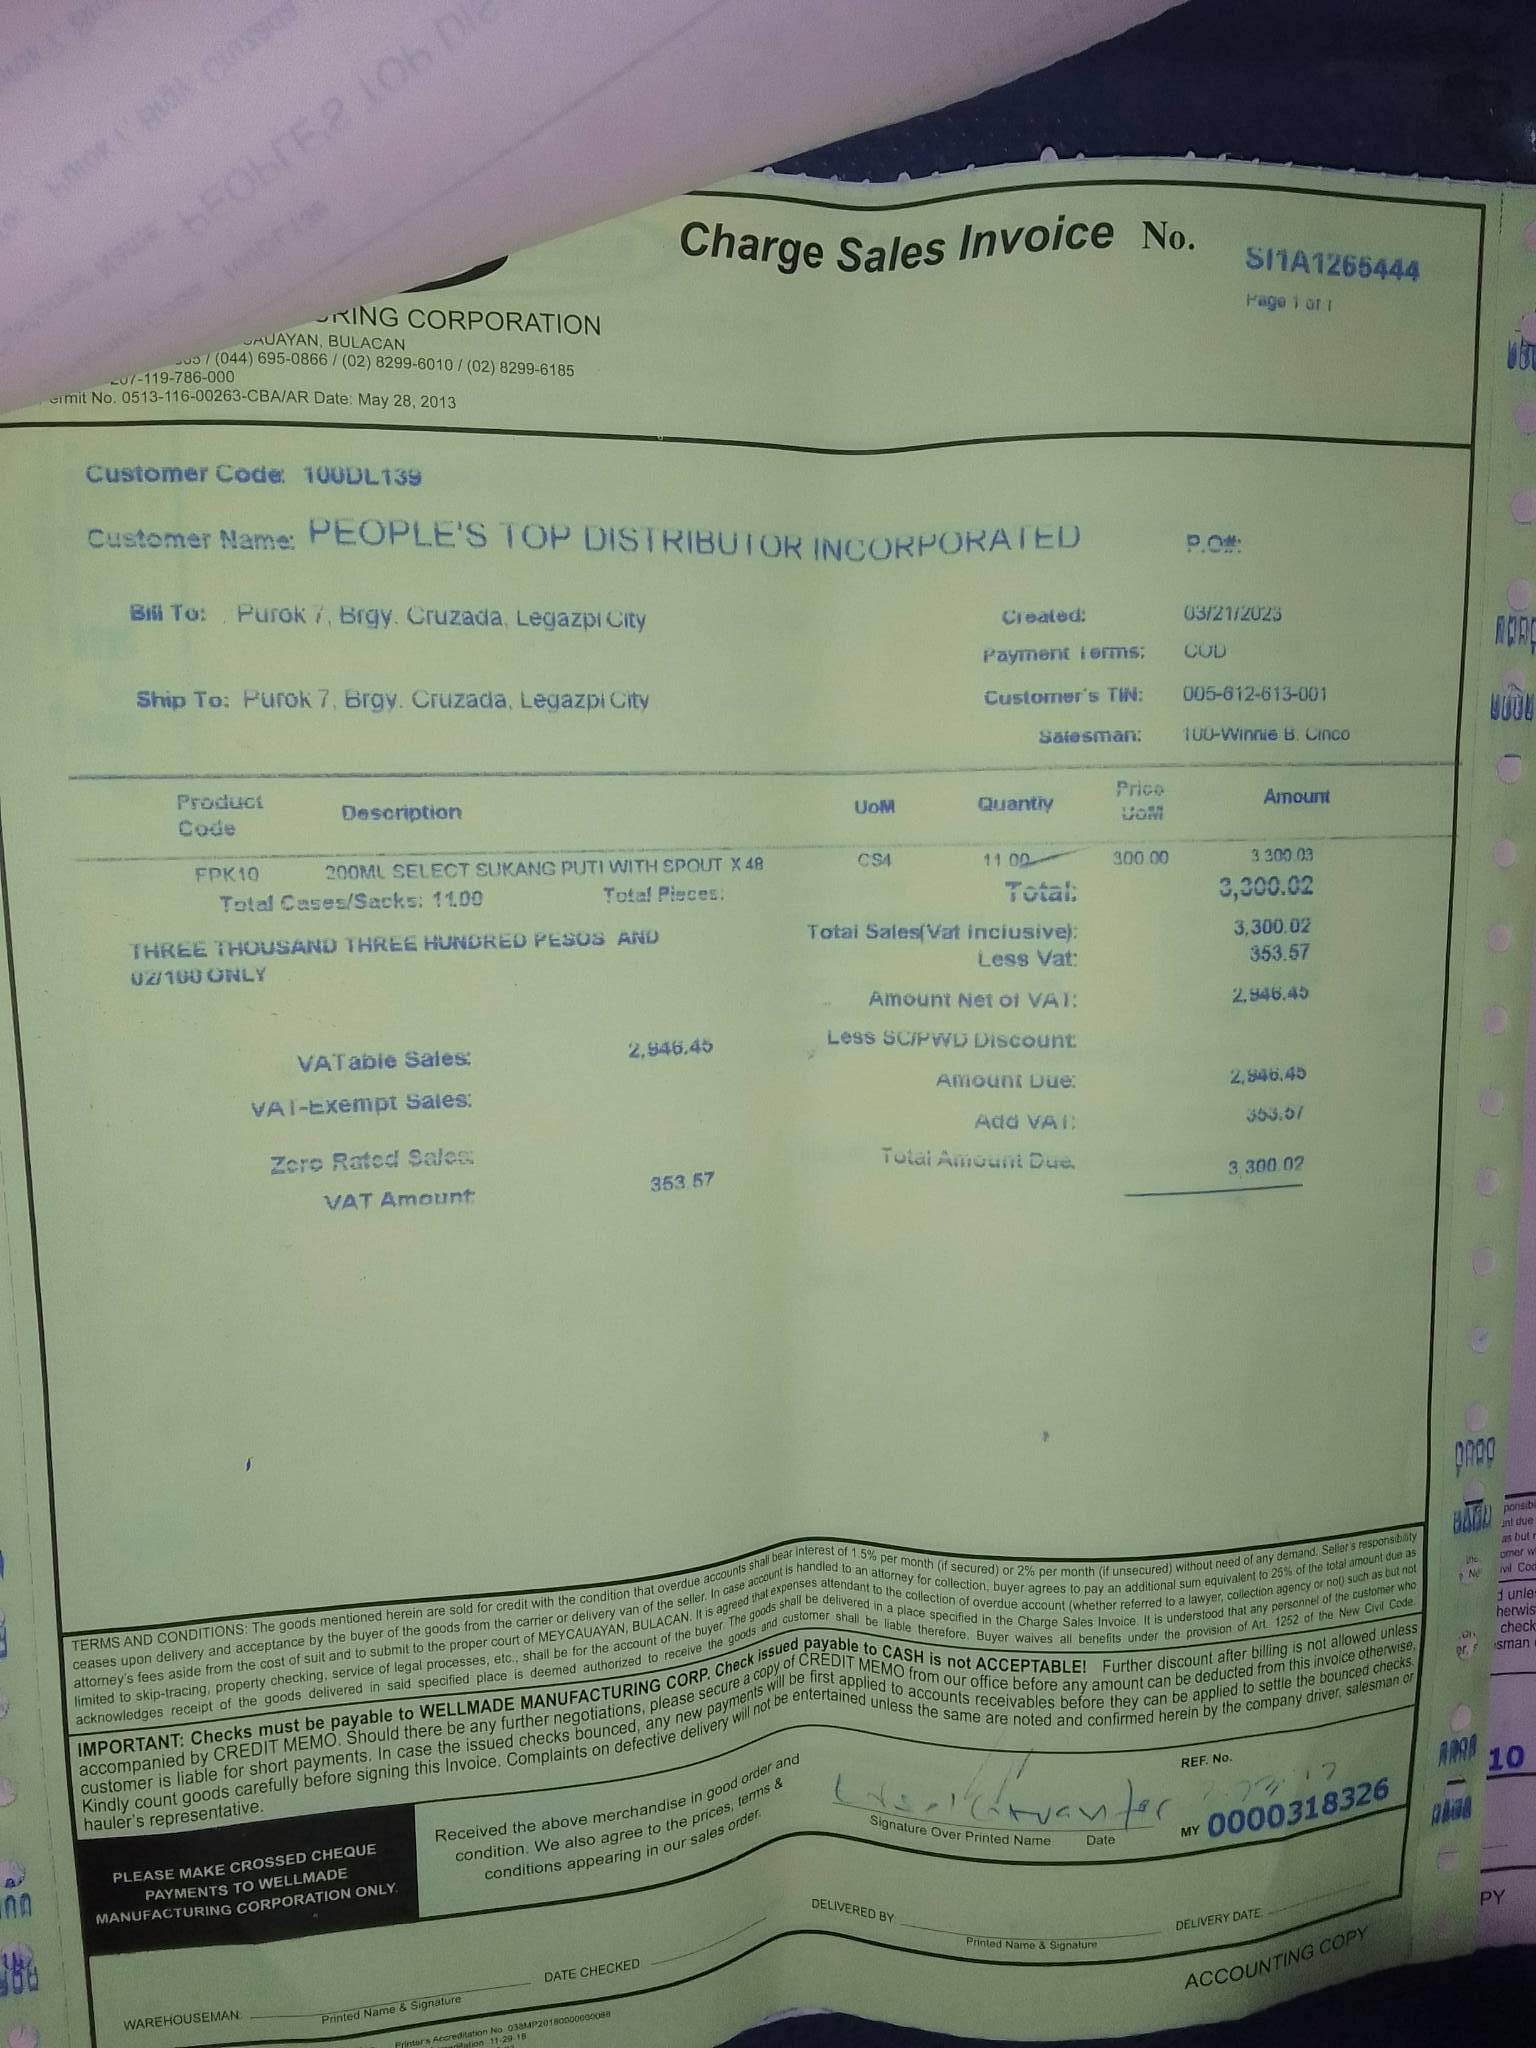 Charge Sales Invoice No. SI1A1265444
Page 1 of 1
RING CORPORATION
CAUAYAN, BULACAN
/ (044) 695-0866 / (02) 8299-6010 / (02) 8299-6185
207-119-786-000
ermit No. 0513-116-00263-CBA/AR Date: May 28, 2013
Customer Code: 100DL139
Customer Name: PEOPLE'S TOP DISTRIBUTOR INCORPORATED P.O#:
Bill To: Purok 7, Brgy. Cruzada, Legazpi City Created: 03/21/2023
Payment Terms: COD
Ship To: Purok 7, Brgy. Cruzada, Legazpi City Customer's TIN: 005-612-613-001
Salesman: 100-Winnie B. Cinco
Product Code Description UoM Quantiy Price UoM Amount
FPK10 200ML SELECT SUKANG PUTI WITH SPOUT X 48 CS4 11.00 300.00 3,300.03
Total Cases/Sacks: 11.00 Total Pieces: Total: 3,300.02
THREE THOUSAND THREE HUNDRED PESOS AND Total Sales(Vat Inclusive): 3,300.02
02/100 ONLY Less Vat: 353.57
Amount Net of VAT: 2,946.45
Less SC/PWD Discount:
VATable Sales: 2,946.45 Amount Due: 2,946.45
VAT-Exempt Sales: Add VAT: 353.57
Zero Rated Sales: Total Amount Due: 3,300.02
VAT Amount: 353.57
TERMS AND CONDITIONS: The goods mentioned herein are sold for credit with the condition that overdue accounts shall bear interest of 1.5% per month (if secured) or 2% per month (if unsecured) without need of any demand. Seller's responsibility
ceases upon delivery and acceptance by the buyer of the goods from the carrier or delivery van of the seller. In case account is handled to an attorney for collection, buyer agrees to pay an additional sum equivalent to 25% of the total amount due as
attorney's fees aside from the cost of suit and to submit to the proper court of MEYCAUAYAN, BULACAN. It is agreed that expenses attendant to the collection of overdue account (whether referred to a lawyer, collection agency or not) such as but not
limited to skip-tracing, property checking, service of legal processes, etc., shall be for the account of the buyer. The goods shall be delivered in a place specified in the Charge Sales Invoice. It is understood that any personnel of the customer who
acknowledges receipt of the goods delivered in said specified place is deemed authorized to receive the goods and customer shall be liable therefore. Buyer waives all benefits under the provision of Art. 1252 of the New Civil Code.
IMPORTANT: Checks must be payable to WELLMADE MANUFACTURING CORP. Check issued payable to CASH is not ACCEPTABLE! Further discount after billing is not allowed unless
accompanied by CREDIT MEMO. Should there be any further negotiations, please secure a copy of CREDIT MEMO from our office before any amount can be deducted from this invoice otherwise,
customer is liable for short payments. In case the issued checks bounced, any new payments will be first applied to accounts receivables before they can be applied to settle the bounced checks.
Kindly count goods carefully before signing this Invoice. Complaints on defective delivery will not be entertained unless the same are noted and confirmed herein by the company driver, salesman or
hauler's representative.
PLEASE MAKE CROSSED CHEQUE
PAYMENTS TO WELLMADE
MANUFACTURING CORPORATION ONLY.
Received the above merchandise in good order and
condition. We also agree to the prices, terms &
conditions appearing in our sales order.
Signature Over Printed Name Date
REF. No.
MY 0000318326
DELIVERED BY
Printed Name & Signature
DELIVERY DATE
WAREHOUSEMAN:
Printed Name & Signature
DATE CHECKED
ACCOUNTING COPY
Printer's Accreditation No. 038MP20180000000088
11-29-18
10
PY